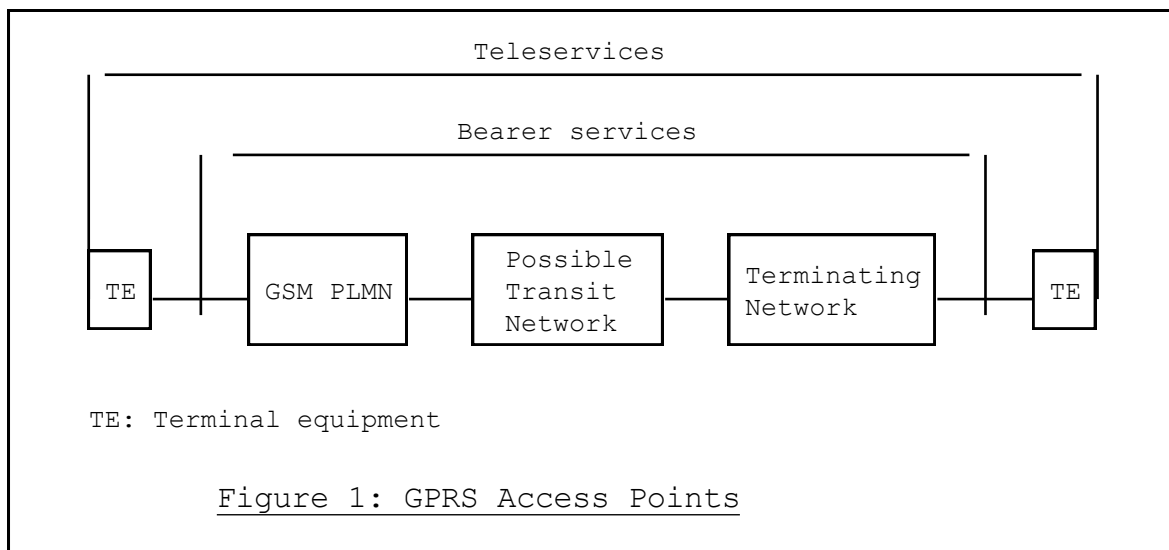 Teleservices
Bearer services
TE
GSM PLMN
Possible
Transit
Network
Terminating
Network
TE
TE: Terminal equipment
Figure 1: GPRS Access Points